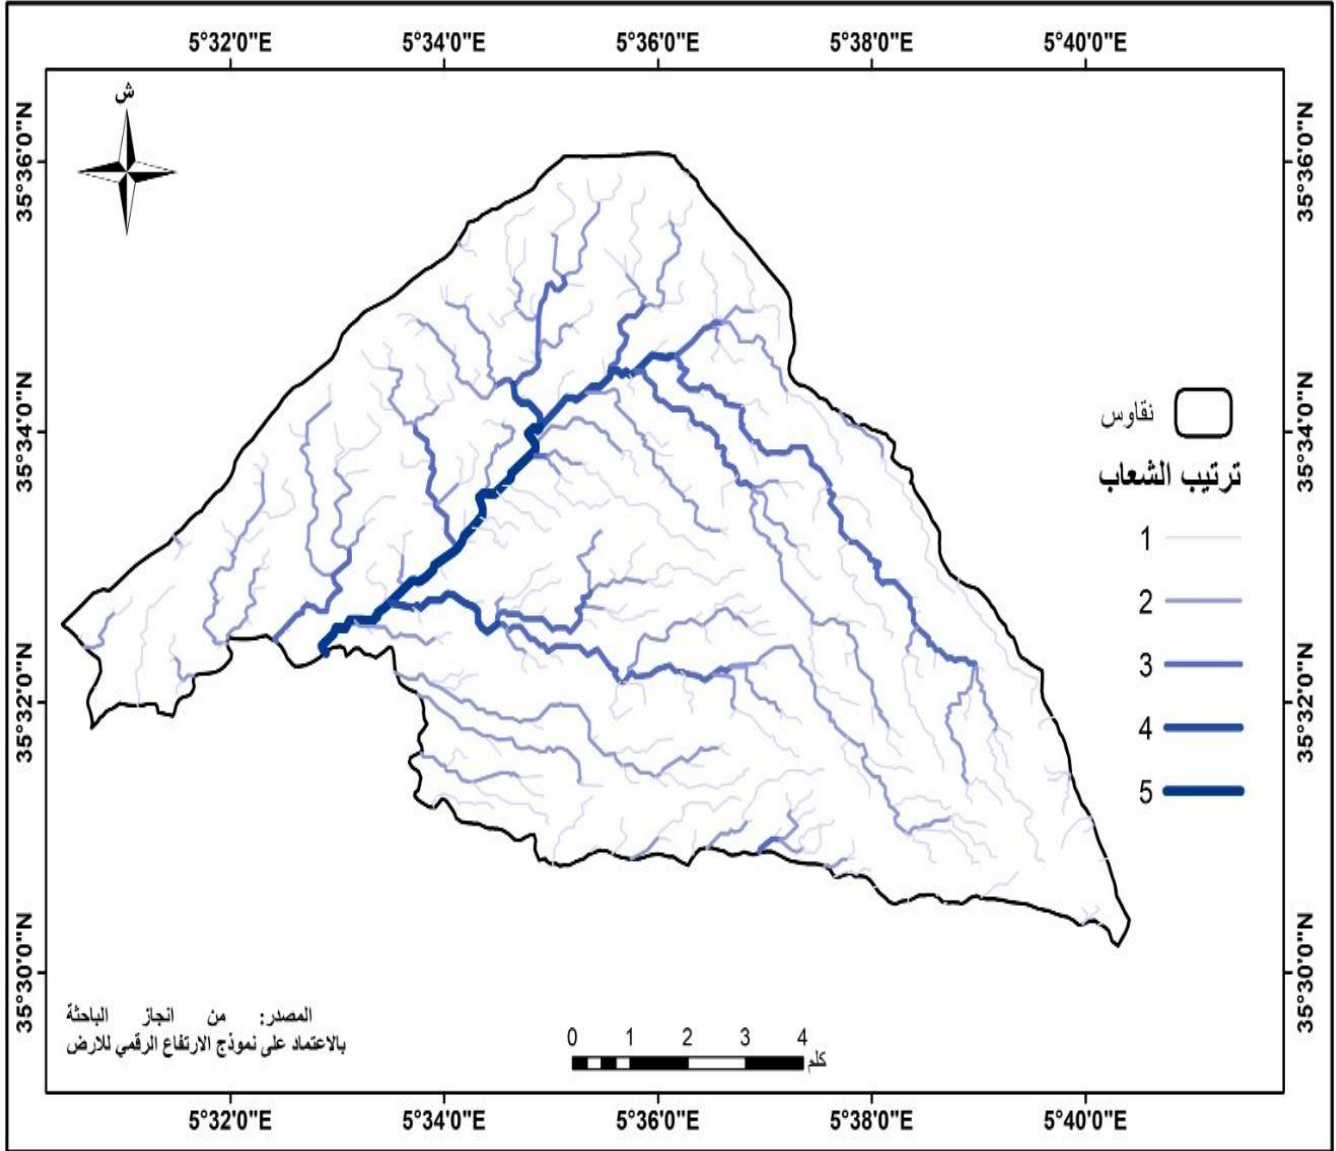 5°32'0"E 5°34'0"E 5°36'0"E 5°38'0"E 5°40'0"E
ش
35°36'0"N 35°36'0"N
35°34'0"N 35°34'0"N
نقاوس
ترتيب الشعاب
1
2
3
4
5
35°32'0"N 35°32'0"N
35°30'0"N 35°30'0"N
المصدر: من انجاز الباحثة
بالاعتماد على نموذج الارتفاع الرقمي للارض
0 1 2 3 4
كلم
5°32'0"E 5°34'0"E 5°36'0"E 5°38'0"E 5°40'0"E